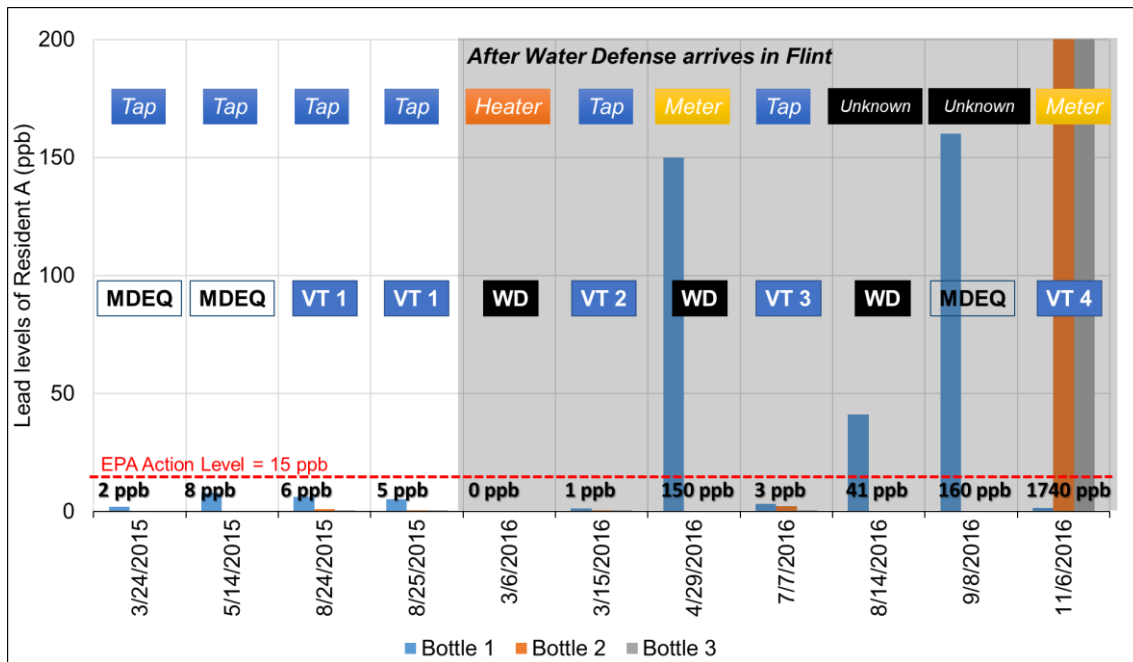 After Water Defense arrives in Flint
Lead levels of Resident A (ppb)
200
150
100
50
0
Tap
Tap
Tap
Tap
Heater
Tap
Meter
Tap
Unknown
Unknown
Meter
MDEQ
MDEQ
VT 1
VT 1
WD
VT 2
WD
VT 3
WD
MDEQ
VT 4
EPA Action Level = 15 ppb
2 ppb
8 ppb
6 ppb
5 ppb
0 ppb
1 ppb
150 ppb
3 ppb
41 ppb
160 ppb
1740 ppb
3/24/2015
5/14/2015
8/24/2015
8/25/2015
3/6/2016
3/15/2016
4/29/2016
7/7/2016
8/14/2016
9/8/2016
11/6/2016
Bottle 1
Bottle 2
Bottle 3